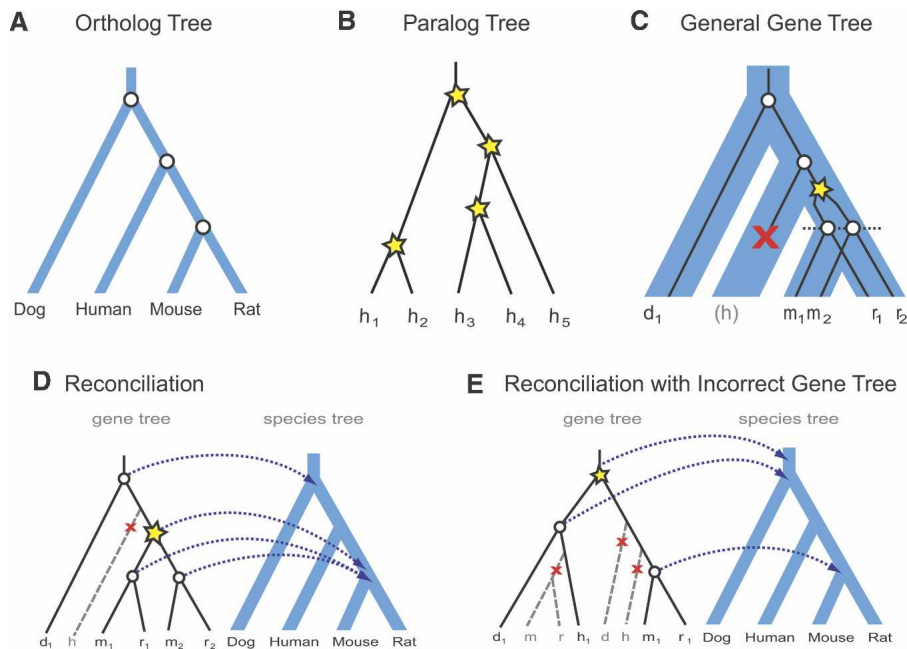 A Ortholog Tree
B Paralog Tree
C General Gene Tree
Dog Human Mouse Rat
h1 h2 h3 h4 h5
d1 (h) m1 m2 r1 r2
D Reconciliation
gene tree species tree
d1 h m1 r1 m2 r2
Dog Human Mouse Rat
E Reconciliation with Incorrect Gene Tree
gene tree species tree
d1 m r h1 d h m1 r1
Dog Human Mouse Rat